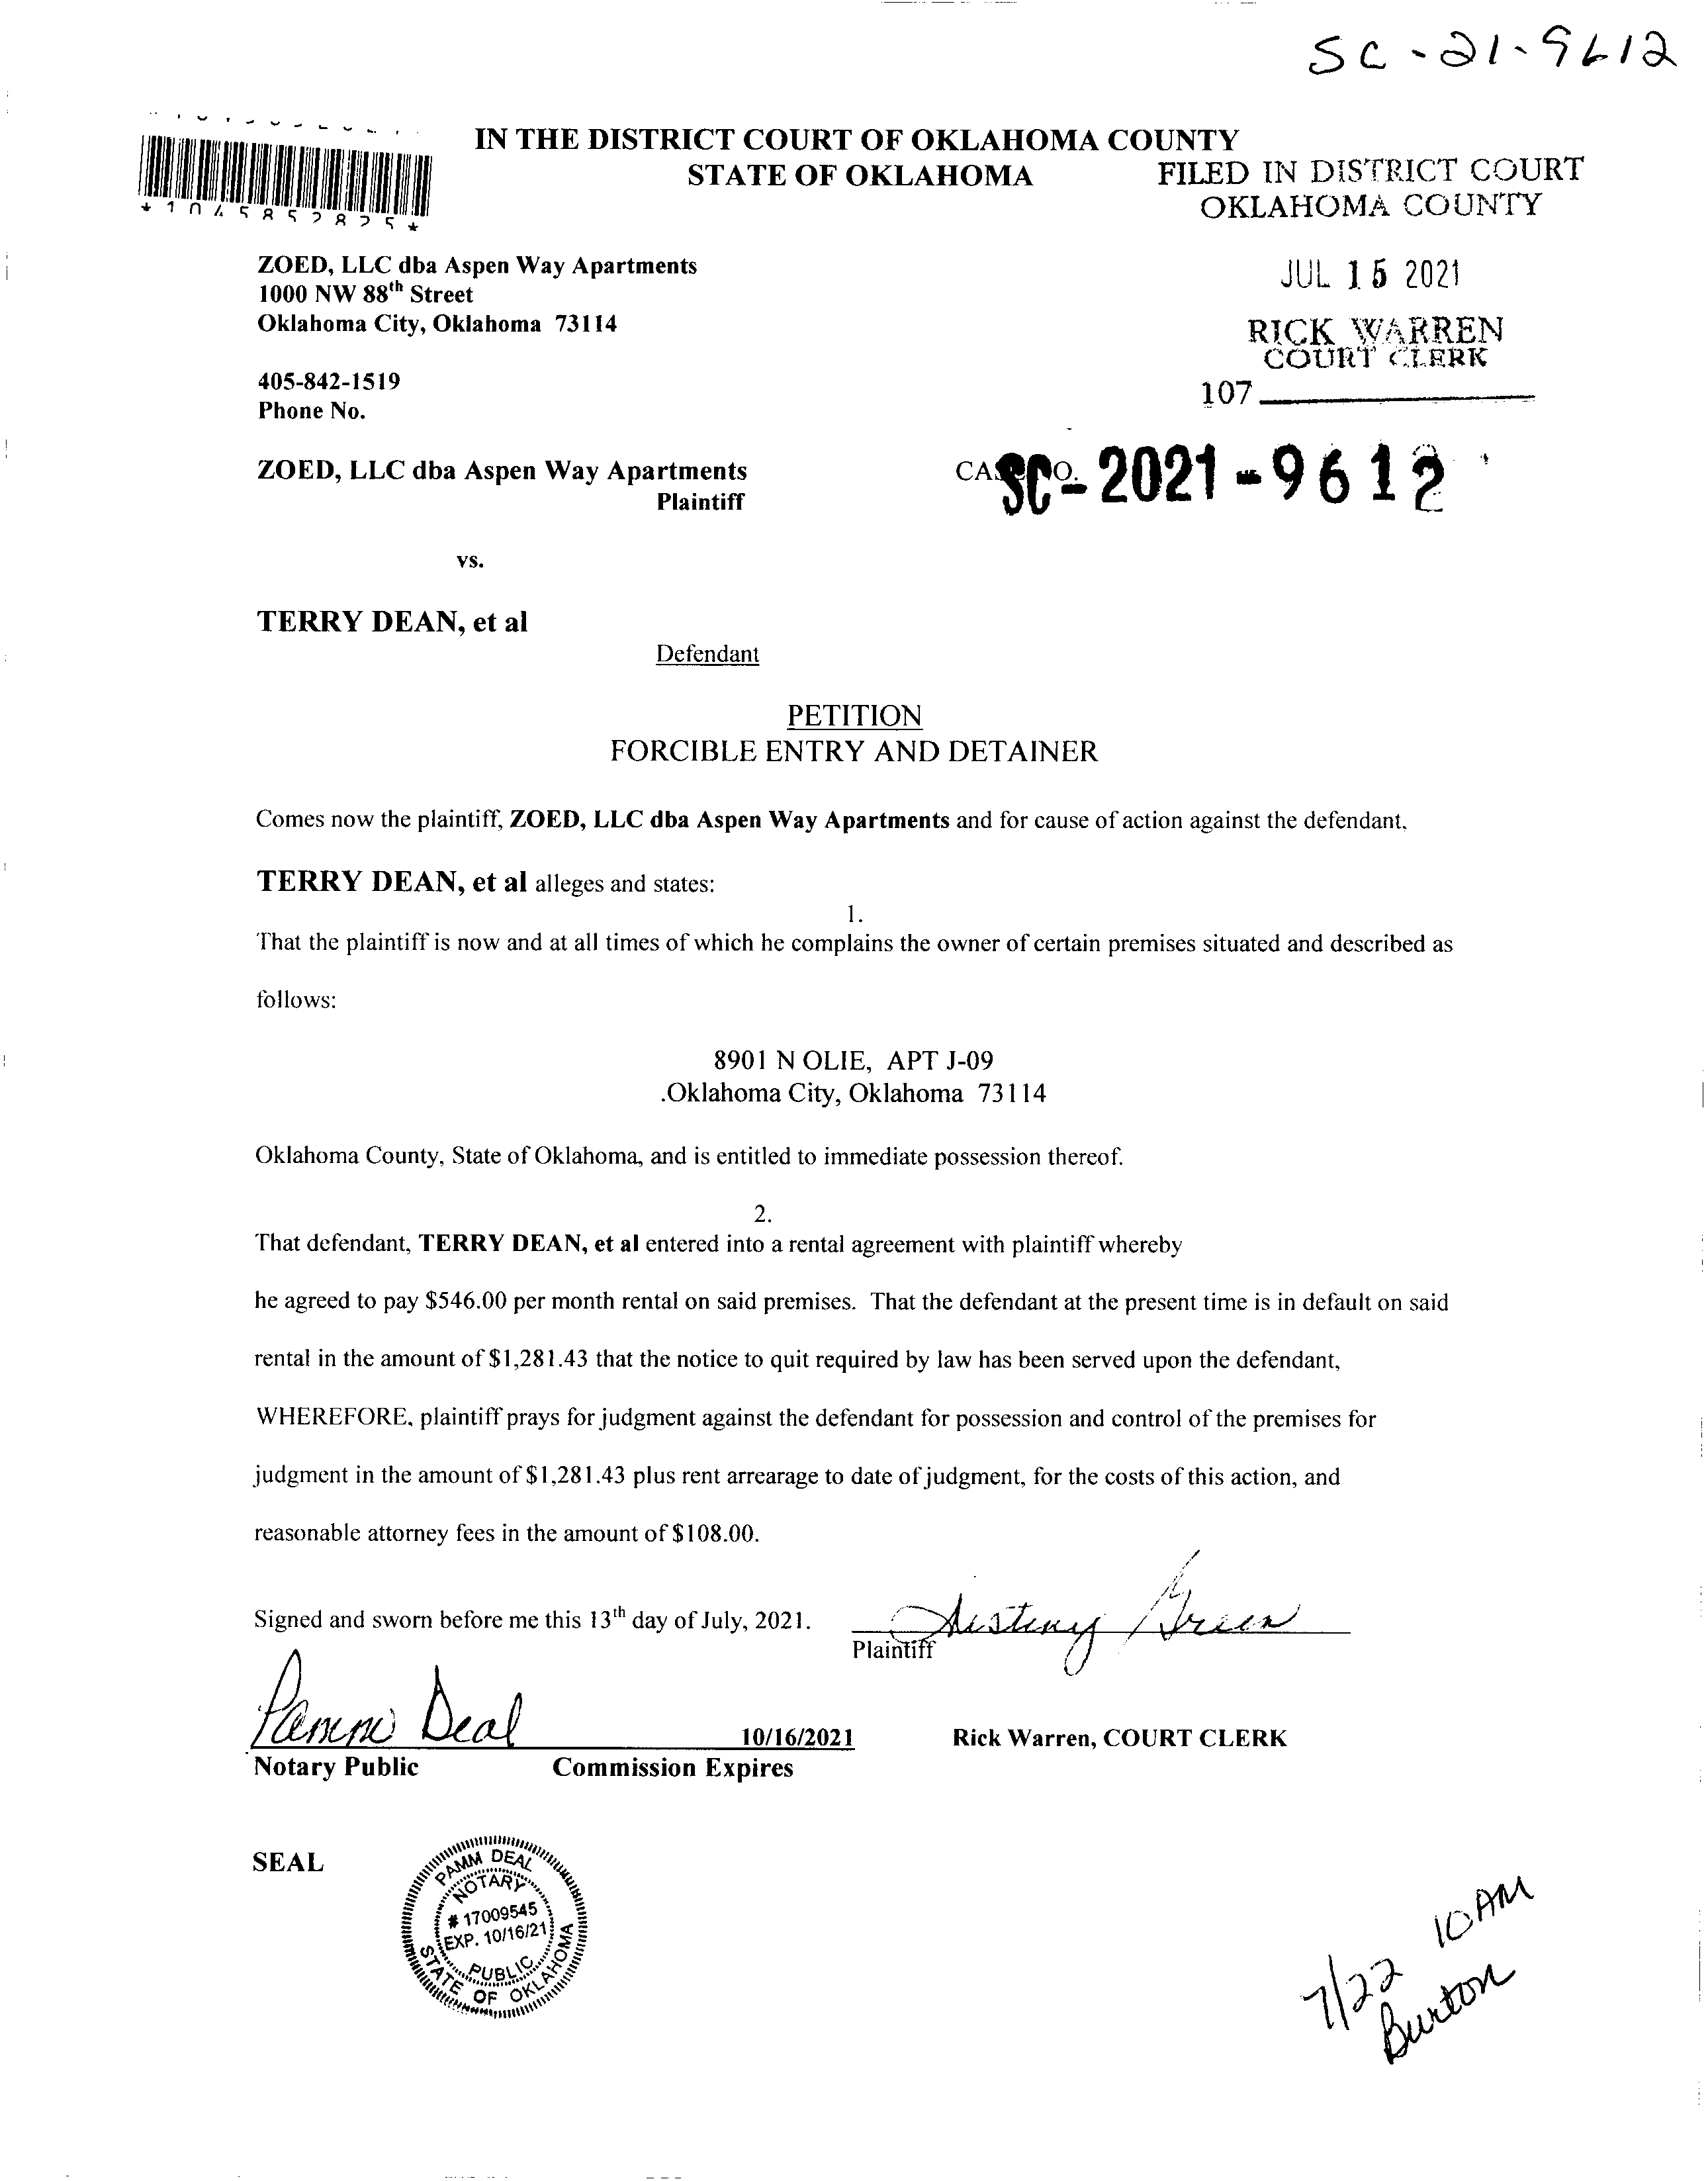 SC-21-9612
IN THE DISTRICT COURT OF OKLAHOMA COUNTY
STATE OF OKLAHOMA
FILED IN DISTRICT COURT
OKLAHOMA COUNTY
*1045852825*
JUL 15 2021
RICK WARREN
COURT CLERK
107
ZOED, LLC dba Aspen Way Apartments
1000 NW 88th Street
Oklahoma City, Oklahoma 73114
405-842-1519
Phone No.
ZOED, LLC dba Aspen Way Apartments
Plaintiff
SC-2021-9612
vs.
TERRY DEAN, et al
Defendant
PETITION
FORCIBLE ENTRY AND DETAINER
Comes now the plaintiff, ZOED, LLC dba Aspen Way Apartments and for cause of action against the defendant.
TERRY DEAN, et al alleges and states:
1.
That the plaintiff is now and at all times of which he complains the owner of certain premises situated and described as
follows:
8901 N OLIE, APT J-09
.Oklahoma City, Oklahoma 73114
Oklahoma County, State of Oklahoma, and is entitled to immediate possession thereof.
2.
That defendant, TERRY DEAN, et al entered into a rental agreement with plaintiff whereby
he agreed to pay $546.00 per month rental on said premises. That the defendant at the present time is in default on said
rental in the amount of $1,281.43 that the notice to quit required by law has been served upon the defendant,
WHEREFORE, plaintiff prays for judgment against the defendant for possession and control of the premises for
judgment in the amount of $1,281.43 plus rent arrearage to date of judgment, for the costs of this action, and
reasonable attorney fees in the amount of $108.00.
Signed and sworn before me this 13th day of July, 2021.
Destiny Green
Plaintiff
Pamm Deal
10/16/2021
Rick Warren, COURT CLERK
Notary Public Commission Expires
SEAL
PAMM DEAL
NOTARY
# 17009545
EXP. 10/16/21
PUBLIC
STATE OF OKLAHOMA
7/22 10AM
Burton